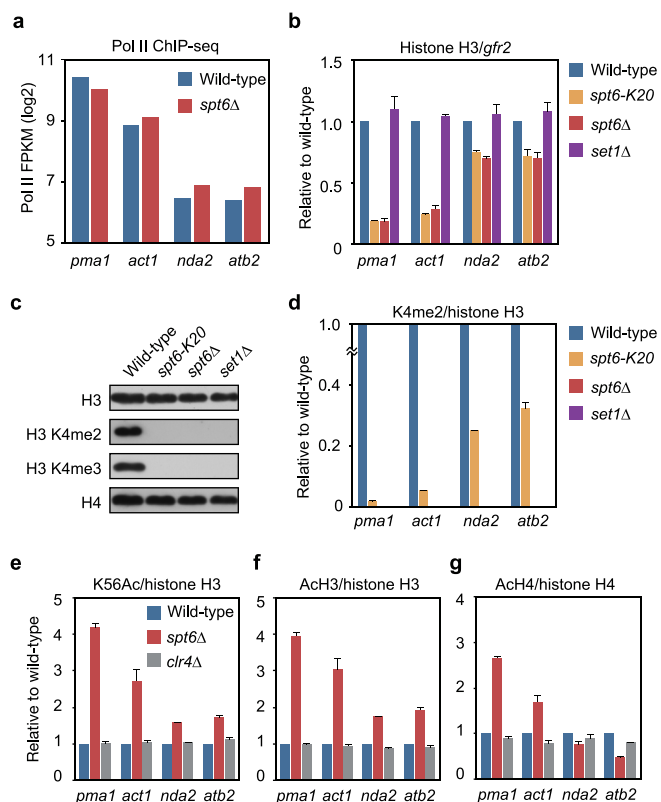 a
Pol II ChIP-seq
Pol II FPKM (log2)
11
9
7
5
Wild-type
spt6Δ
pma1 act1 nda2 atb2
b
Histone H3/gfr2
Relative to wild-type
1.5
1.0
0.5
0
Wild-type
spt6-K20
spt6Δ
set1Δ
pma1 act1 nda2 atb2
c
Wild-type
spt6-K20
spt6Δ
set1Δ
H3
H3 K4me2
H3 K4me3
H4
d
K4me2/histone H3
Relative to wild-type
1.0
0.4
0.2
0
Wild-type
spt6-K20
spt6Δ
set1Δ
pma1 act1 nda2 atb2
e
K56Ac/histone H3
Relative to wild-type
5
4
3
2
1
0
Wild-type
spt6Δ
clr4Δ
pma1 act1 nda2 atb2
f
AcH3/histone H3
5
4
3
2
1
0
pma1 act1 nda2 atb2
g
AcH4/histone H4
4
3
2
1
0
pma1 act1 nda2 atb2